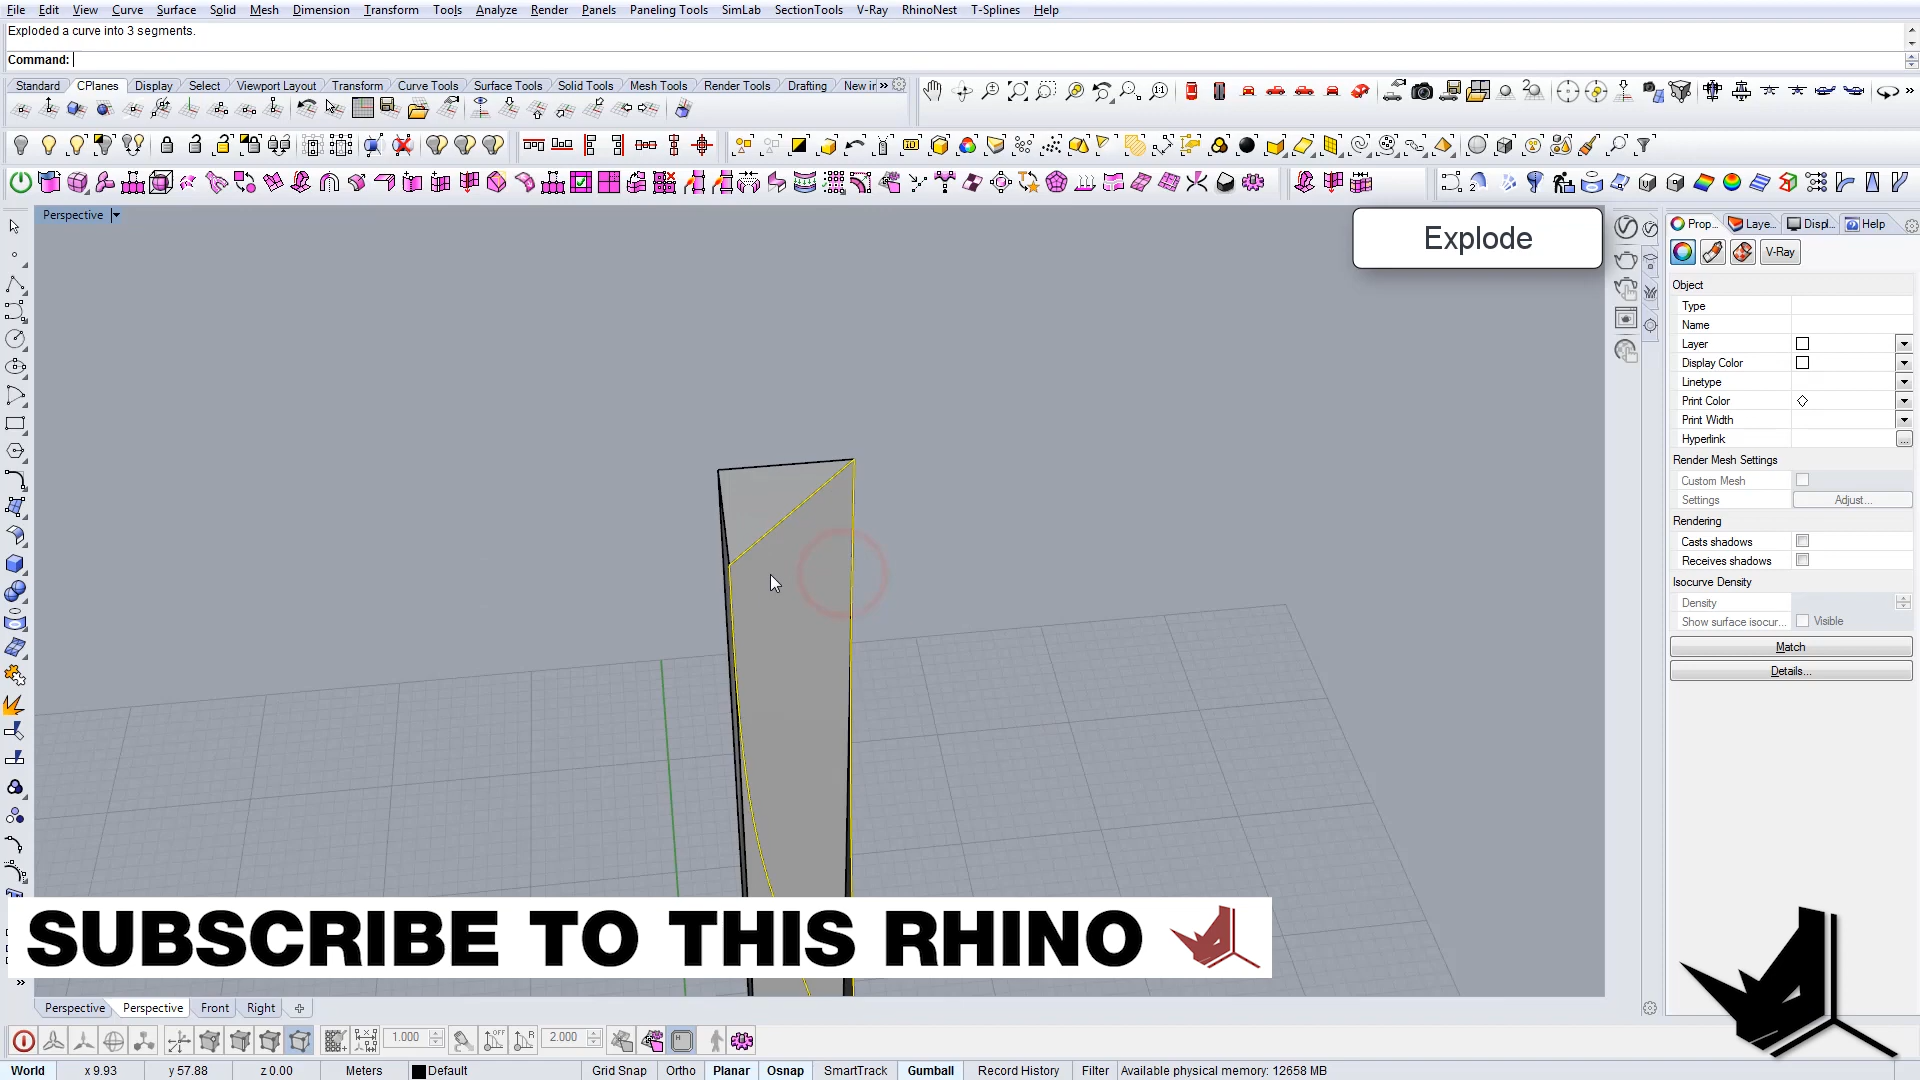 File Edit View Curve Surface Solid Mesh Dimension Transform Tools Analyze Render Panels Paneling Tools SimLab SectionTools V-Ray RhinoNest T-Splines Help
Exploded a curve into 3 segments.
Command:
Standard CPlanes Display Select Viewport Layout Transform Curve Tools Surface Tools Solid Tools Mesh Tools Render Tools Drafting New in »
Perspective
Explode
Prop... Laye... Displ... Help
V-Ray
Object
Type
Name
Layer
Display Color
Linetype
Print Color
Print Width
Hyperlink ...
Render Mesh Settings
Custom Mesh
Settings Adjust...
Rendering
Casts shadows
Receives shadows
Isocurve Density
Density
Show surface isocur... Visible
Match
Details...
SUBSCRIBE TO THIS RHINO
Perspective Perspective Front Right
1.000 2.000
World x 9.93 y 57.88 z 0.00 Meters Default Grid Snap Ortho Planar Osnap SmartTrack Gumball Record History Filter Available physical memory: 12658 MB